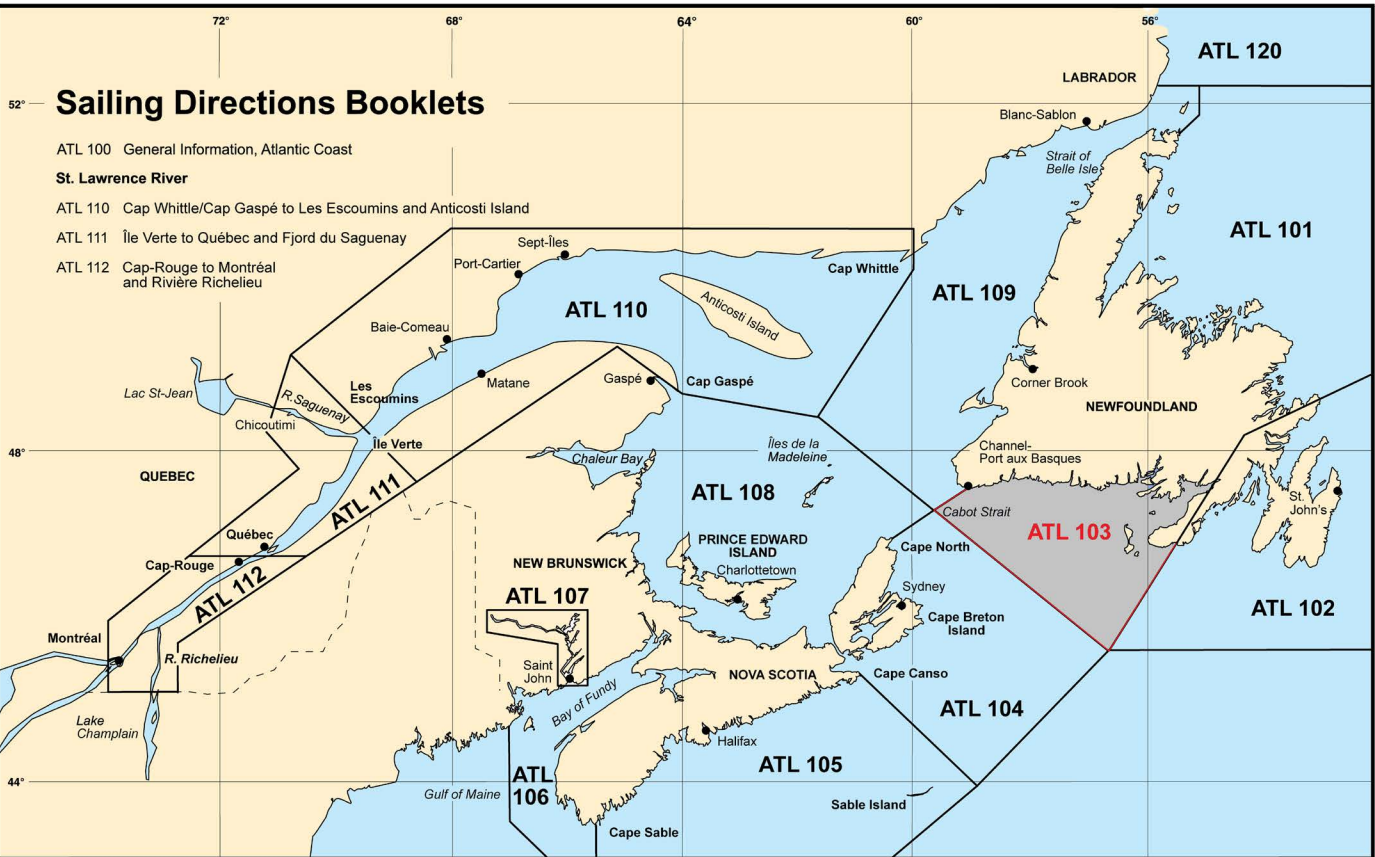 72°
68°
64°
60°
56°
ATL 120
LABRADOR
52°
Sailing Directions Booklets
Blanc-Sablon
ATL 100 General Information, Atlantic Coast
Strait of
Belle Isle
St. Lawrence River
ATL 110 Cap Whittle/Cap Gaspé to Les Escoumins and Anticosti Island
ATL 111 Île Verte to Québec and Fjord du Saguenay
ATL 112 Cap-Rouge to Montréal
and Rivière Richelieu
ATL 101
Sept-Îles
Port-Cartier
Cap Whittle
ATL 109
ATL 110
Anticosti Island
Baie-Comeau
Matane
Gaspé
Cap Gaspé
Corner Brook
NEWFOUNDLAND
Lac St-Jean
R.Saguenay
Les
Escoumins
Chicoutimi
Île Verte
48°
QUEBEC
Chaleur Bay
Îles de la
Madeleine
Channel-
Port aux Basques
ATL 111
ATL 108
St.
John's
Cabot Strait
ATL 103
Québec
Cap-Rouge
ATL 112
NEW BRUNSWICK
PRINCE EDWARD
ISLAND
Charlottetown
Cape North
Sydney
ATL 107
Cape Breton
Island
ATL 102
Montréal
R. Richelieu
Saint
John
NOVA SCOTIA
Cape Canso
Bay of Fundy
ATL 104
Lake
Champlain
Halifax
ATL 105
44°
Gulf of Maine
ATL
106
Sable Island
Cape Sable